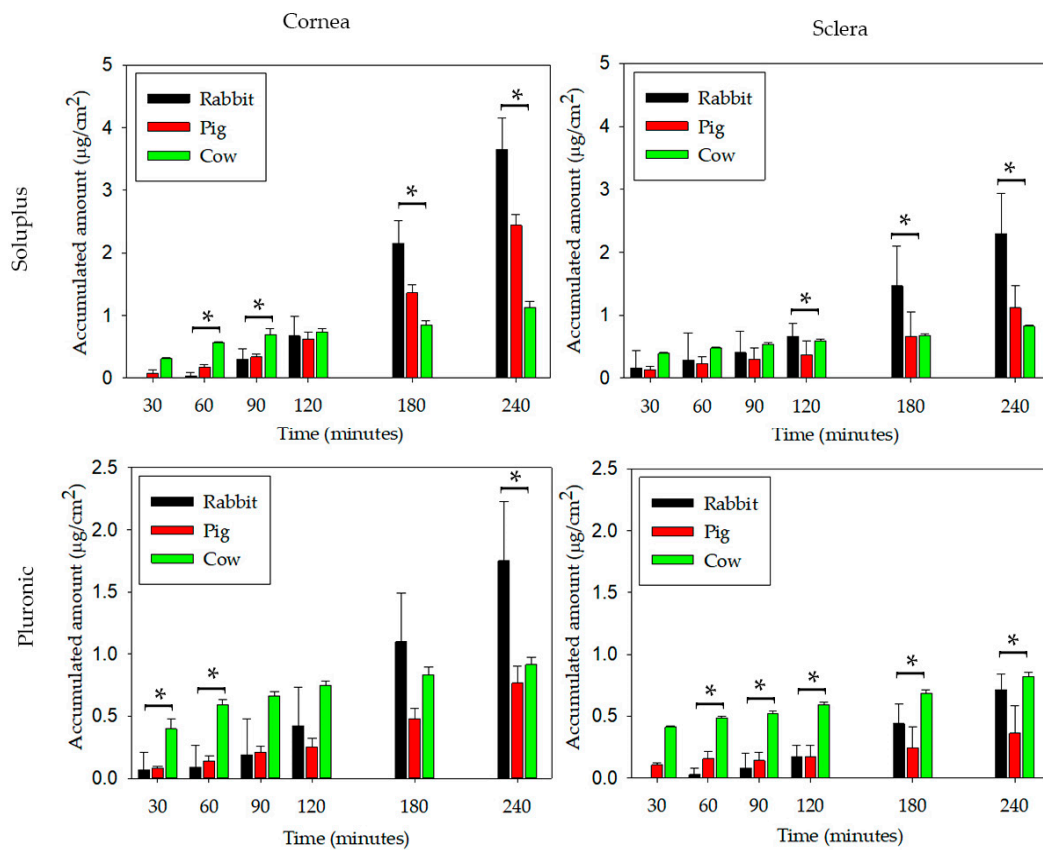 Cornea
Sclera
Soluplus
Accumulated amount (µg/cm²)
5
4
3
2
1
0
Rabbit
Pig
Cow
*
*
*
*
30 60 90 120 180 240
Time (minutes)
Accumulated amount (µg/cm²)
5
4
3
2
1
0
Rabbit
Pig
Cow
*
*
*
30 60 90 120 180 240
Time (minutes)
Pluronic
Accumulated amount (µg/cm²)
2.5
2.0
1.5
1.0
0.5
0.0
Rabbit
Pig
Cow
*
*
*
30 60 90 120 180 240
Time (minutes)
Accumulated amount (µg/cm²)
2.5
2.0
1.5
1.0
0.5
0.0
Rabbit
Pig
Cow
*
*
*
*
*
30 60 90 120 180 240
Time (minutes)